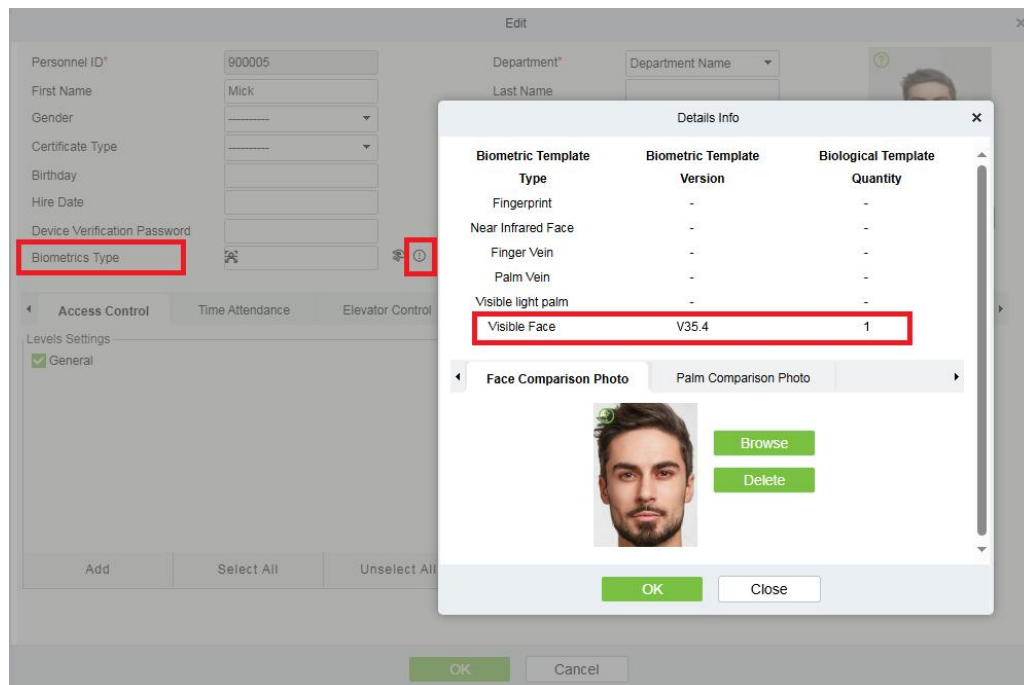 Edit
Personnel ID* 900005 Department* Department Name
First Name Mick Last Name
Gender ----------
Certificate Type ----------
Birthday
Hire Date
Device Verification Password
Biometrics Type
Access Control Time Attendance Elevator Control
Levels Settings
General
Add Select All Unselect All
OK Cancel
Details Info
Biometric Template Biometric Template Biological Template
Type Version Quantity
Fingerprint - -
Near Infrared Face - -
Finger Vein - -
Palm Vein - -
Visible light palm - -
Visible Face V35.4 1
Face Comparison Photo Palm Comparison Photo
Browse
Delete
OK Close